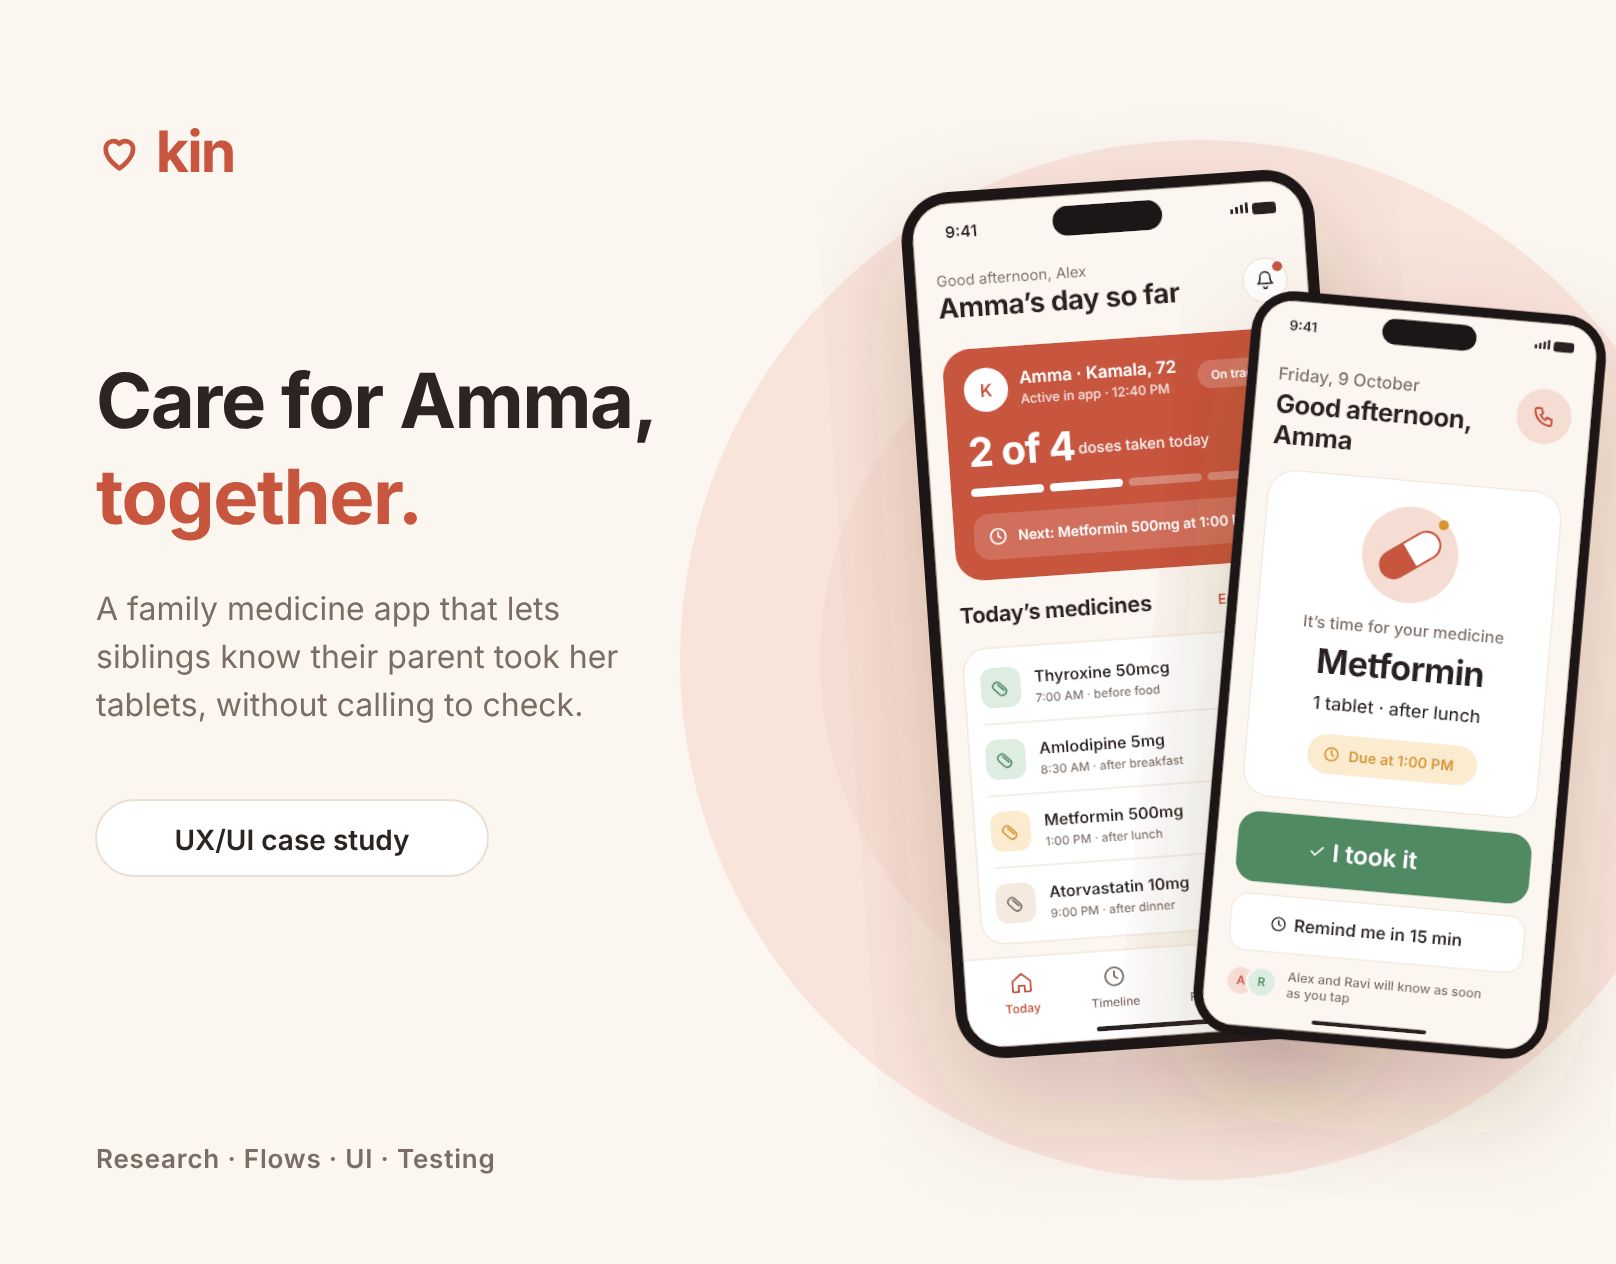 kin
Care for Amma,
together.
A family medicine app that lets
siblings know their parent took her
tablets, without calling to check.
UX/UI case study
Research · Flows · UI · Testing
9:41
Good afternoon, Alex
Amma’s day so far
K
Amma · Kamala, 72
Active in app · 12:40 PM
On
2 of 4 doses taken today
Next: Metformin 500mg at 1:00
Today’s medicines
Thyroxine 50mcg
7:00 AM · before food
Amlodipine 5mg
8:30 AM · after breakfast
Metformin 500mg
1:00 PM · after lunch
Atorvastatin 10mg
9:00 PM · after dinner
Today
Timeline
9:41
Friday, 9 October
Good afternoon,
Amma
It’s time for your medicine
Metformin
1 tablet · after lunch
Due at 1:00 PM
I took it
Remind me in 15 min
A R
Alex and Ravi will know as soon
as you tap